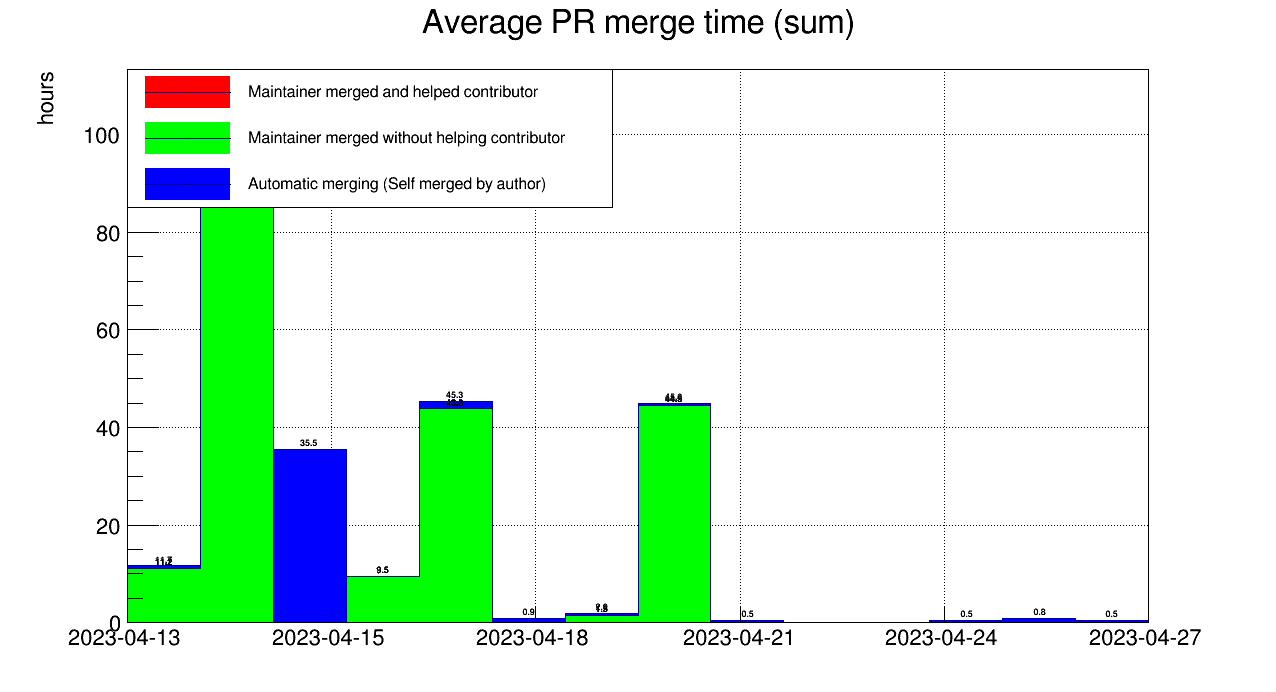 Average PR merge time (sum)
hours
Maintainer merged and helped contributor
Maintainer merged without helping contributor
Automatic merging (Self merged by author)
100
80
60
40
20
0
45.3
35.5
9.5
0.9
0.5
0.5
0.8
0.5
2023-04-13 2023-04-15 2023-04-18 2023-04-21 2023-04-24 2023-04-27